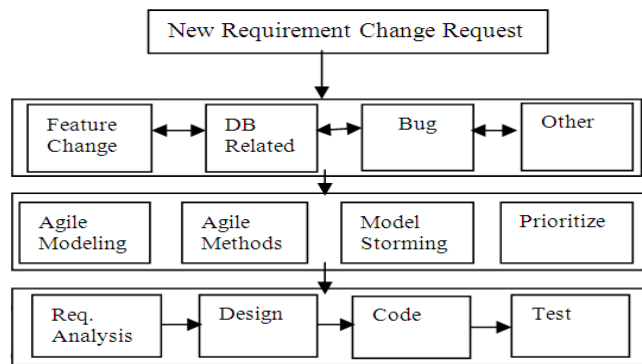 New Requirement Change Request
Feature
Change
DB
Related
Bug
Other
Agile
Modeling
Agile
Methods
Model
Storming
Prioritize
Req.
Analysis
Design
Code
Test